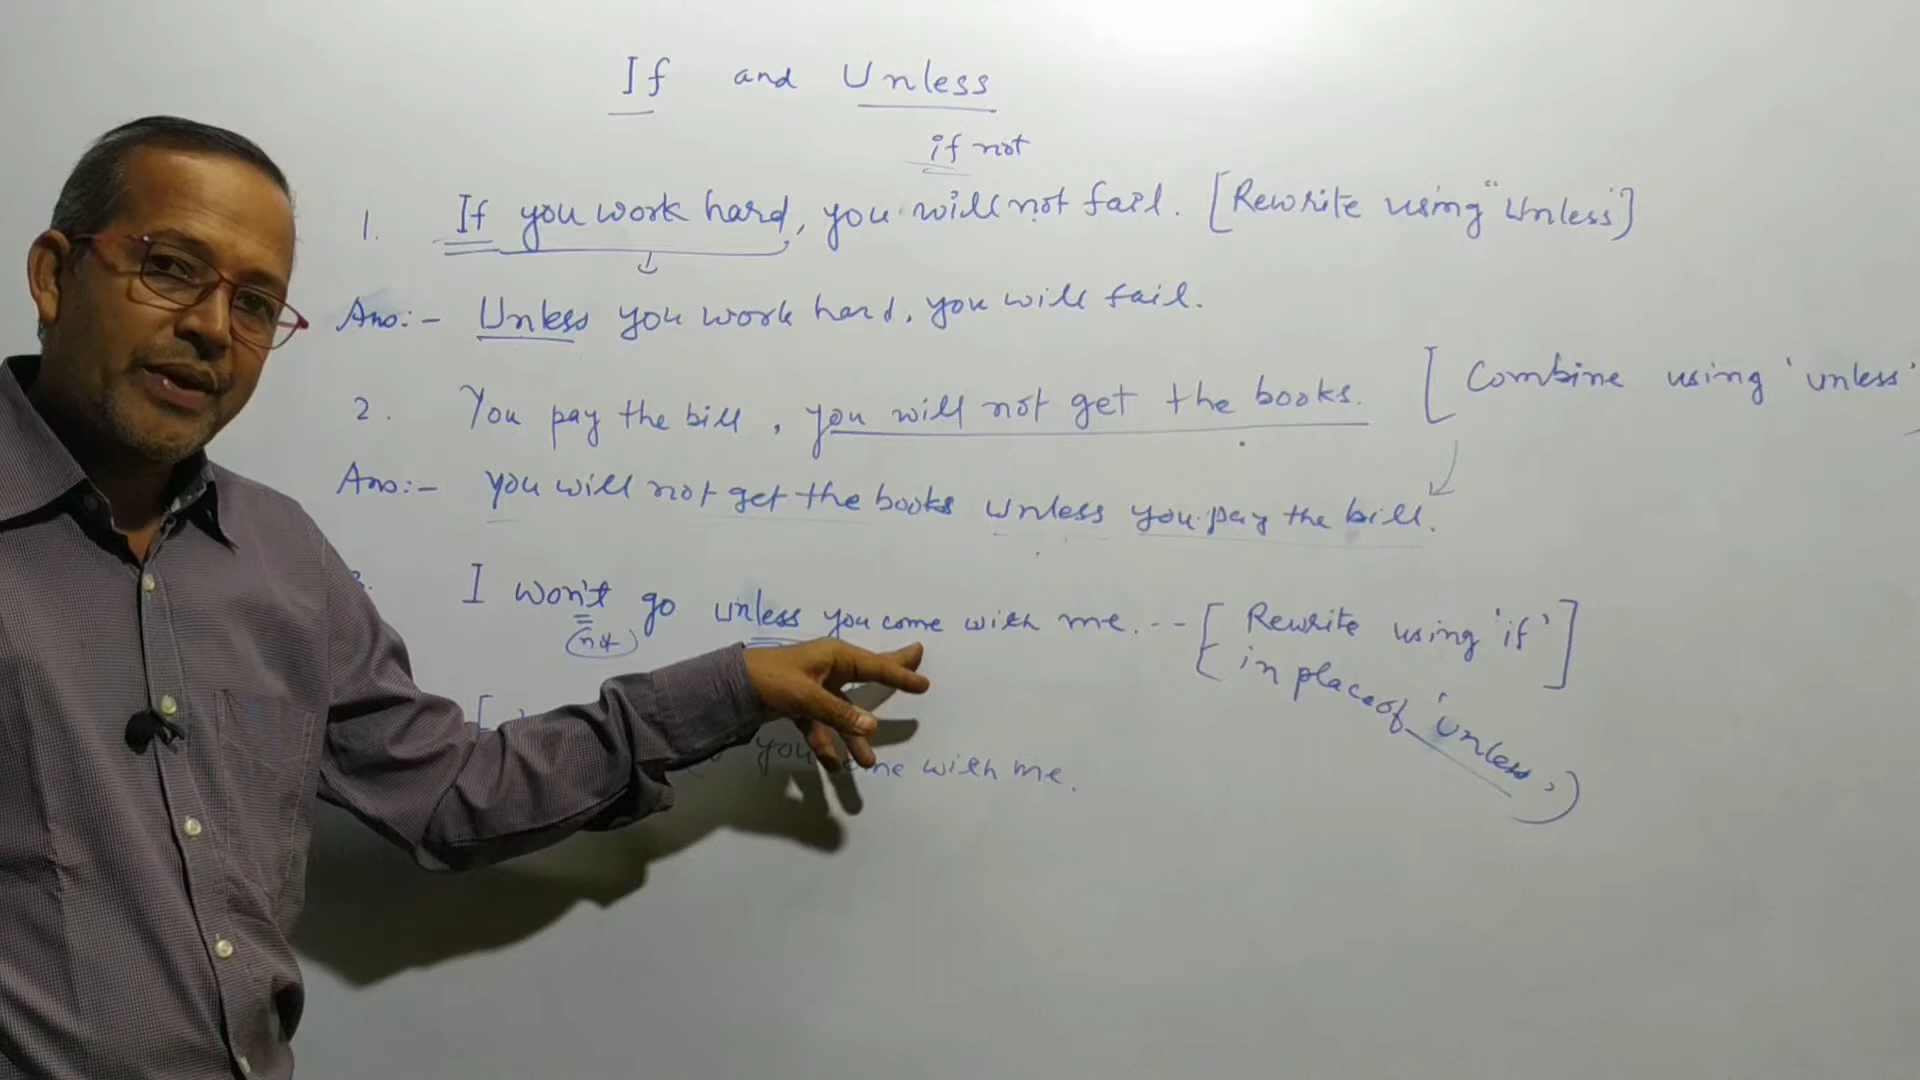 If and Unless
if not
1. If you work hard, you will not fail. [Rewrite using "Unless"]
Ans:- Unless you work hard, you will fail.
2. You pay the bill, you will not get the books. [Combine using 'unless'
Ans:- you will not get the books unless you pay the bill.
I won't go unless you come with me. -- [Rewrite using 'if']
(not)
in place of 'unless')
you come with me.